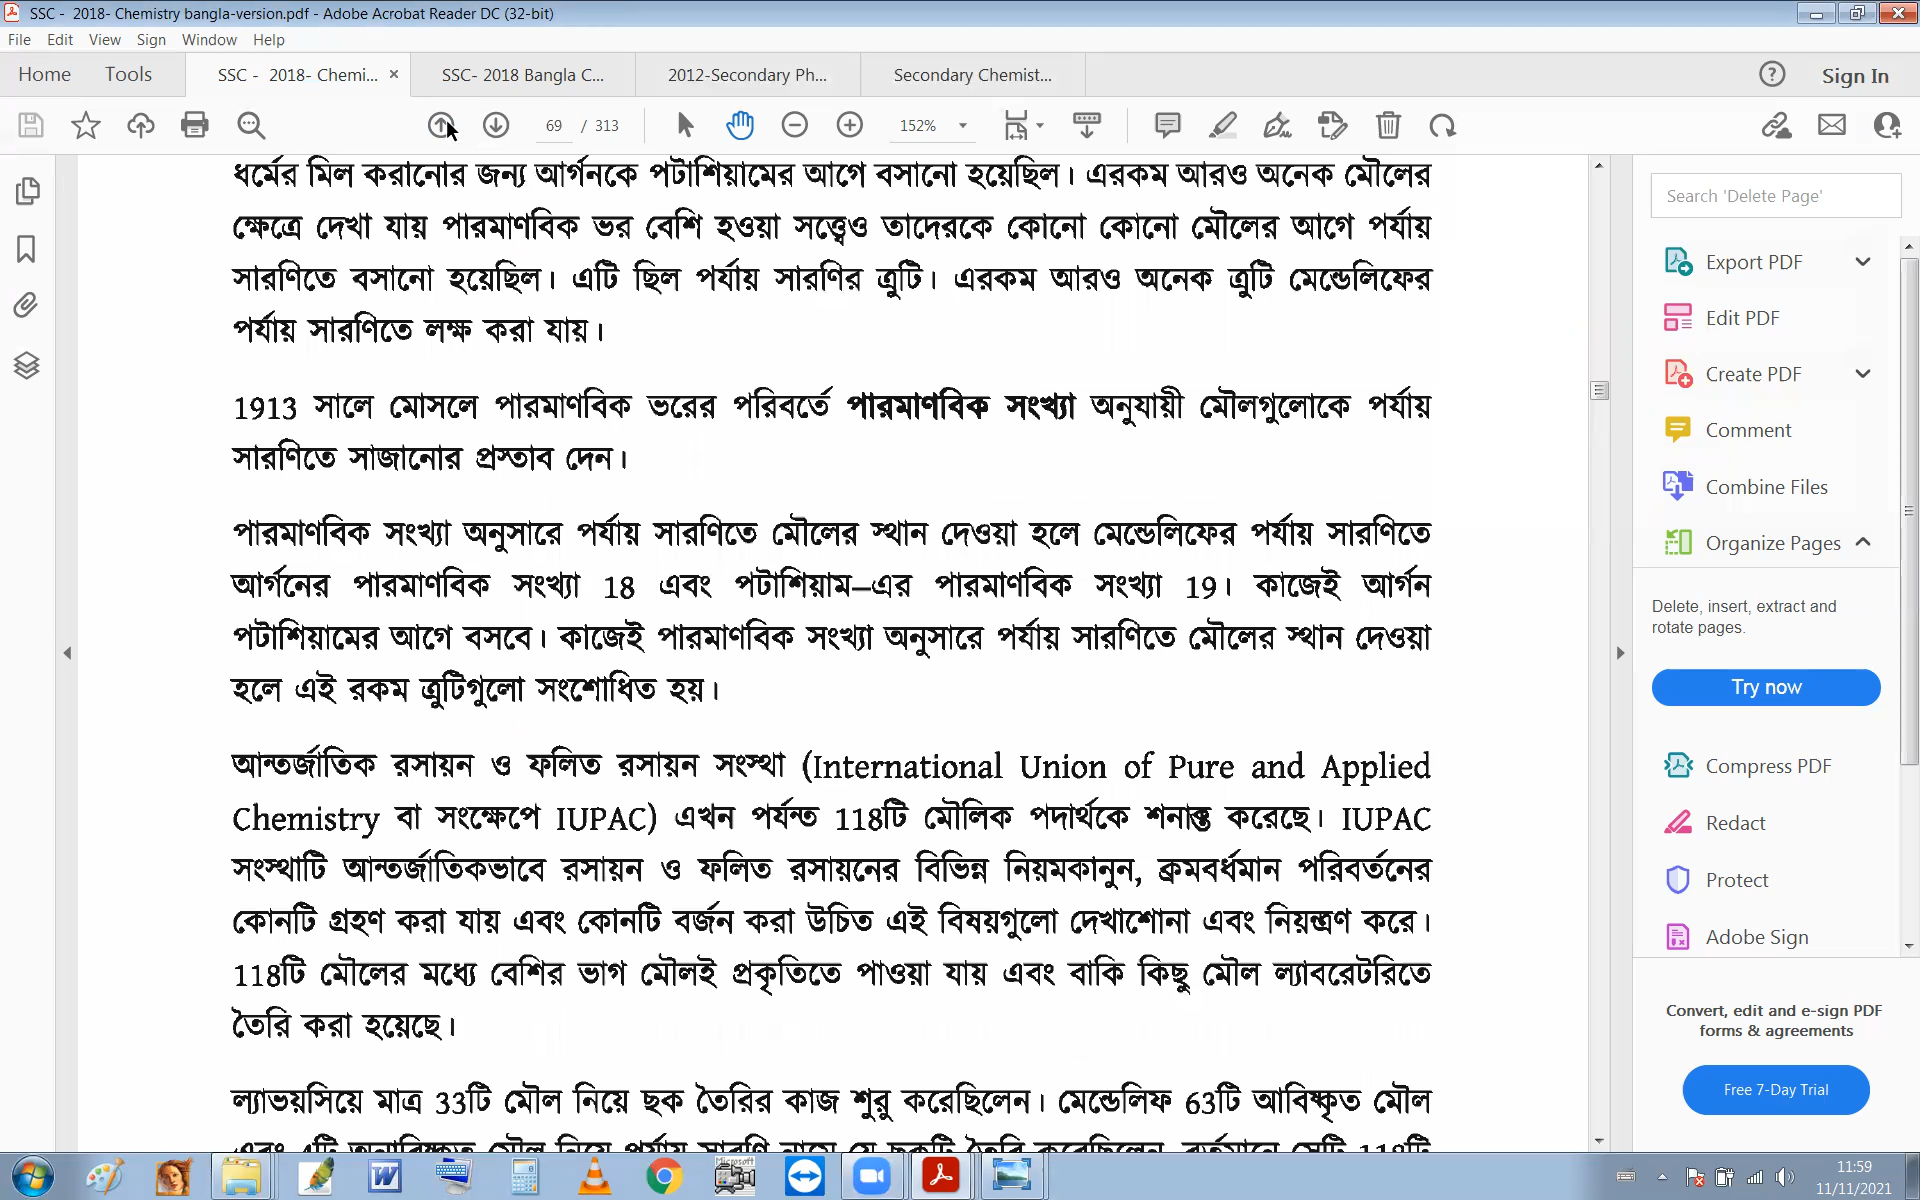 SSC - 2018- Chemistry bangla-version.pdf - Adobe Acrobat Reader DC (32-bit)
File Edit View Sign Window Help
Home Tools SSC - 2018- Chemi... × SSC- 2018 Bangla C... 2012-Secondary Ph... Secondary Chemist... Sign In
69 / 313 152%
ধর্মের মিল করানোর জন্য আর্গনকে পটাশিয়ামের আগে বসানো হয়েছিল। এরকম আরও অনেক মৌলের
ক্ষেত্রে দেখা যায় পারমাণবিক ভর বেশি হওয়া সত্ত্বেও তাদেরকে কোনো কোনো মৌলের আগে পর্যায়
সারণিতে বসানো হয়েছিল। এটি ছিল পর্যায় সারণির ত্রুটি। এরকম আরও অনেক ত্রুটি মেন্ডেলিফের
পর্যায় সারণিতে লক্ষ করা যায়।
1913 সালে মোসলে পারমাণবিক ভরের পরিবর্তে পারমাণবিক সংখ্যা অনুযায়ী মৌলগুলোকে পর্যায়
সারণিতে সাজানোর প্রস্তাব দেন।
পারমাণবিক সংখ্যা অনুসারে পর্যায় সারণিতে মৌলের স্থান দেওয়া হলে মেন্ডেলিফের পর্যায় সারণিতে
আর্গনের পারমাণবিক সংখ্যা 18 এবং পটাশিয়াম–এর পারমাণবিক সংখ্যা 19। কাজেই আর্গন
পটাশিয়ামের আগে বসবে। কাজেই পারমাণবিক সংখ্যা অনুসারে পর্যায় সারণিতে মৌলের স্থান দেওয়া
হলে এই রকম ত্রুটিগুলো সংশোধিত হয়।
আন্তর্জাতিক রসায়ন ও ফলিত রসায়ন সংস্থা (International Union of Pure and Applied
Chemistry বা সংক্ষেপে IUPAC) এখন পর্যন্ত 118টি মৌলিক পদার্থকে শনাক্ত করেছে। IUPAC
সংস্থাটি আন্তর্জাতিকভাবে রসায়ন ও ফলিত রসায়নের বিভিন্ন নিয়মকানুন, ক্রমবর্ধমান পরিবর্তনের
কোনটি গ্রহণ করা যায় এবং কোনটি বর্জন করা উচিত এই বিষয়গুলো দেখাশোনা এবং নিয়ন্ত্রণ করে।
118টি মৌলের মধ্যে বেশির ভাগ মৌলই প্রকৃতিতে পাওয়া যায় এবং বাকি কিছু মৌল ল্যাবরেটরিতে
তৈরি করা হয়েছে।
ল্যাভয়সিয়ে মাত্র 33টি মৌল নিয়ে ছক তৈরির কাজ শুরু করেছিলেন। মেন্ডেলিফ 63টি আবিষ্কৃত মৌল
Search 'Delete Page'
Export PDF
Edit PDF
Create PDF
Comment
Combine Files
Organize Pages
Delete, insert, extract and
rotate pages.
Try now
Compress PDF
Redact
Protect
Adobe Sign
Convert, edit and e-sign PDF
forms & agreements
Free 7-Day Trial
11:59
11/11/2021